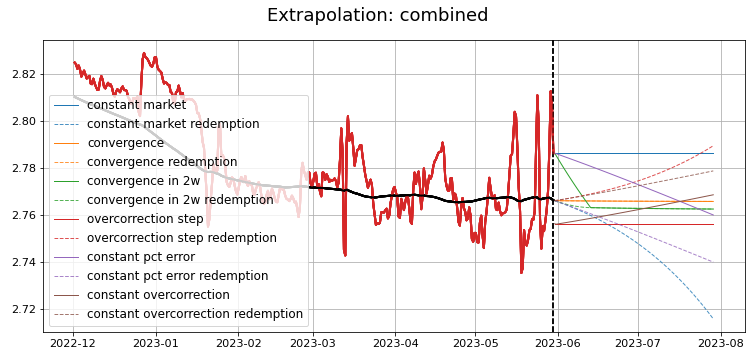 Extrapolation: combined
2.82
2.80
2.78
2.76
2.74
2.72
constant market
constant market redemption
convergence
convergence redemption
convergence in 2w
convergence in 2w redemption
overcorrection step
overcorrection step redemption
constant pct error
constant pct error redemption
constant overcorrection
constant overcorrection redemption
2022-12 2023-01 2023-02 2023-03 2023-04 2023-05 2023-06 2023-07 2023-08